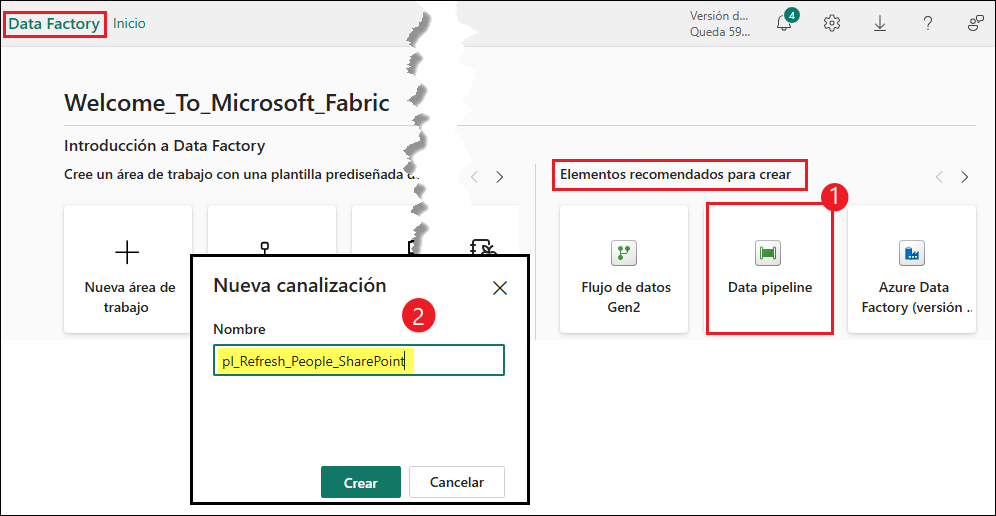 Data Factory Inicio
Versión d...
Queda 59...
4
?
Welcome_To_Microsoft_Fabric
Introducción a Data Factory
Cree un área de trabajo con una plantilla prediseñada
Elementos recomendados para crear
1
Nueva área de
trabajo
Flujo de datos
Gen2
Data pipeline
Azure Data
Factory (versión ...
Nueva canalización
2
Nombre
pl_Refresh_People_SharePoint
Crear
Cancelar